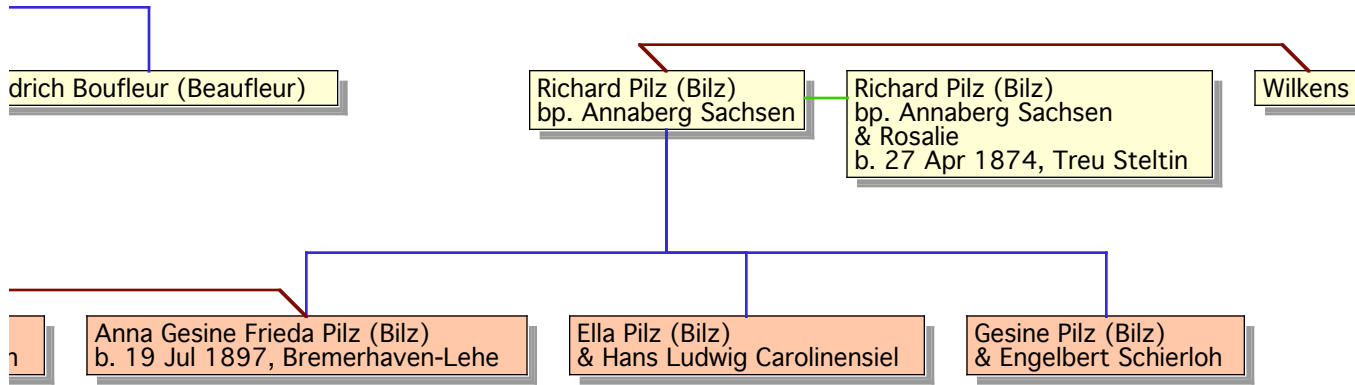 drich Boufleur (Beaufleur)
Richard Pilz (Bilz)
bp. Annaberg Sachsen
Richard Pilz (Bilz)
bp. Annaberg Sachsen
& Rosalie
b. 27 Apr 1874, Treu Steltin
Wilkens
n
Anna Gesine Frieda Pilz (Bilz)
b. 19 Jul 1897, Bremerhaven-Lehe
Ella Pilz (Bilz)
& Hans Ludwig Carolinensiel
Gesine Pilz (Bilz)
& Engelbert Schierloh